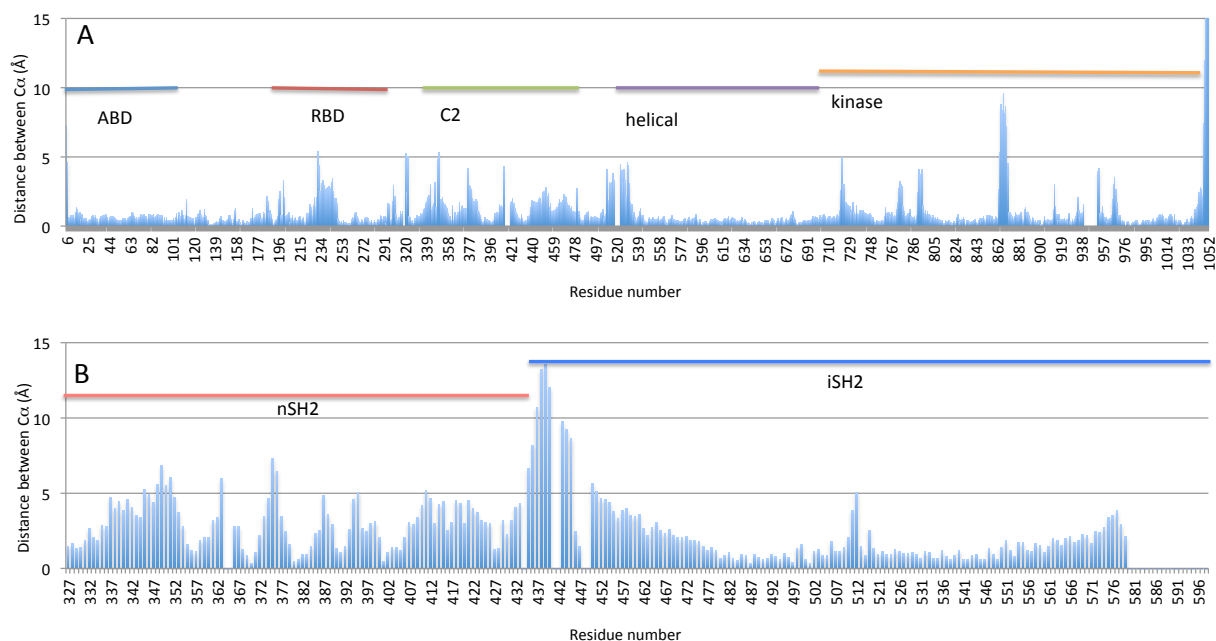 A
Distance between Cα (Å)
15
10
5
0
ABD
RBD
C2
helical
kinase
6 25 44 63 82 101 120 139 158 177 196 215 234 253 272 291 320 339 358 377 396 421 440 459 478 497 520 539 558 577 596 615 634 653 672 691 710 729 748 767 786 805 824 843 862 881 900 919 938 957 976 995 1014 1033 1052
Residue number
B
Distance between Cα (Å)
15
10
5
0
nSH2
iSH2
327 332 337 342 347 352 357 362 367 372 377 382 387 392 397 402 407 412 417 422 427 432 437 442 447 452 457 462 467 472 477 482 487 492 497 502 507 512 516 521 526 531 536 541 546 551 556 561 566 571 576 581 586 591 596
Residue number